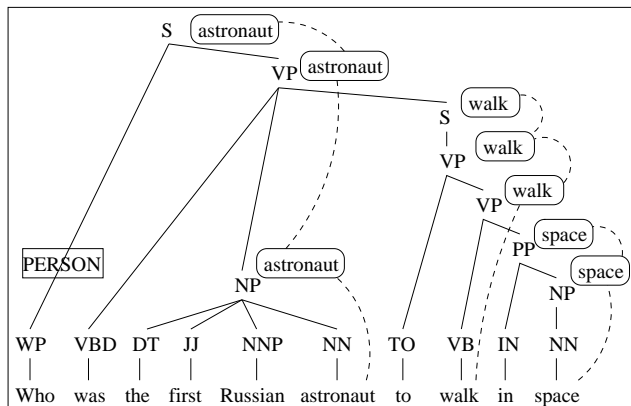 S astronaut
VP astronaut
S walk
VP walk
VP walk
PP space
PERSON
NP astronaut
NP space
WP VBD DT JJ NNP NN TO VB IN NN
Who was the first Russian astronaut to walk in space